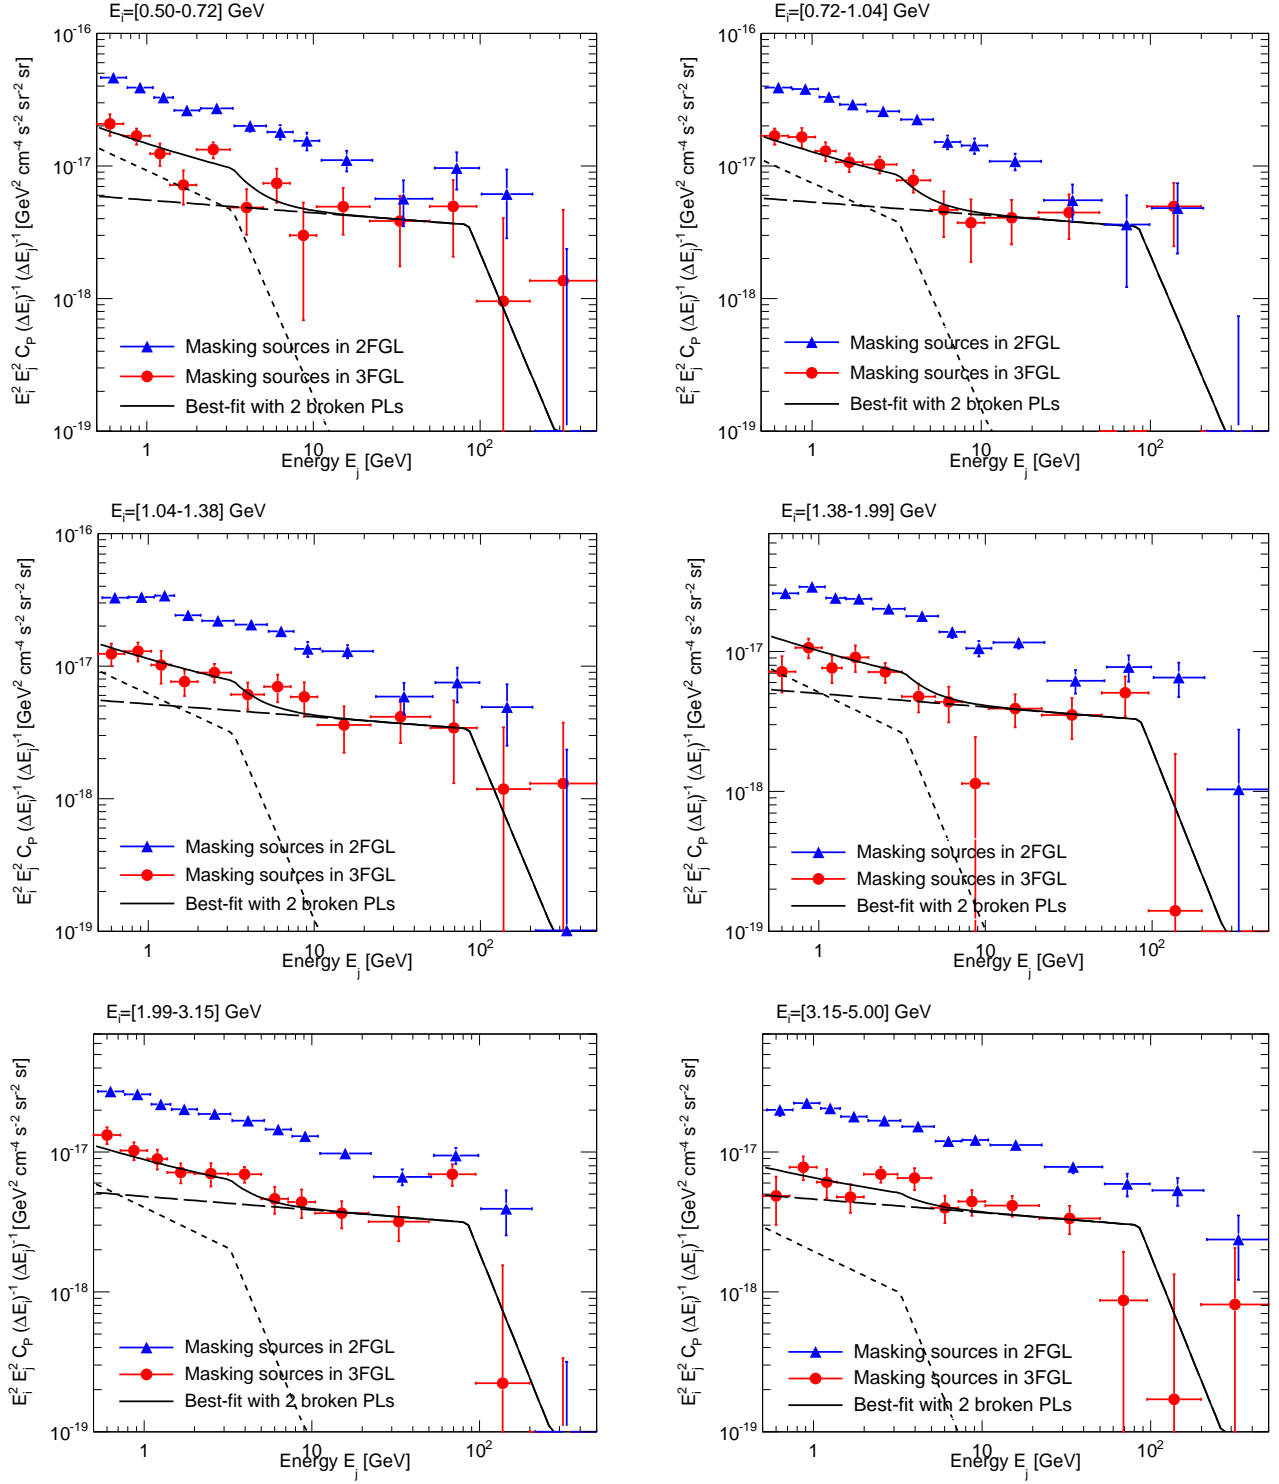 E_i=[0.50-0.72] GeV
E_i^2 E_j^2 C_P (ΔE_i)^-1 (ΔE_j)^-1 [GeV^2 cm^-4 s^-2 sr^-2 sr]
10^-16
10^-17
10^-18
10^-19
Masking sources in 2FGL
Masking sources in 3FGL
Best-fit with 2 broken PLs
1 10 10^2
Energy E_j [GeV]
E_i=[0.72-1.04] GeV
E_i^2 E_j^2 C_P (ΔE_i)^-1 (ΔE_j)^-1 [GeV^2 cm^-4 s^-2 sr^-2 sr]
10^-16
10^-17
10^-18
10^-19
Masking sources in 2FGL
Masking sources in 3FGL
Best-fit with 2 broken PLs
1 10 10^2
Energy E_j [GeV]
E_i=[1.04-1.38] GeV
E_i^2 E_j^2 C_P (ΔE_i)^-1 (ΔE_j)^-1 [GeV^2 cm^-4 s^-2 sr^-2 sr]
10^-16
10^-17
10^-18
10^-19
Masking sources in 2FGL
Masking sources in 3FGL
Best-fit with 2 broken PLs
1 10 10^2
Energy E_j [GeV]
E_i=[1.38-1.99] GeV
E_i^2 E_j^2 C_P (ΔE_i)^-1 (ΔE_j)^-1 [GeV^2 cm^-4 s^-2 sr^-2 sr]
10^-17
10^-18
10^-19
Masking sources in 2FGL
Masking sources in 3FGL
Best-fit with 2 broken PLs
1 10 10^2
Energy E_j [GeV]
E_i=[1.99-3.15] GeV
E_i^2 E_j^2 C_P (ΔE_i)^-1 (ΔE_j)^-1 [GeV^2 cm^-4 s^-2 sr^-2 sr]
10^-17
10^-18
10^-19
Masking sources in 2FGL
Masking sources in 3FGL
Best-fit with 2 broken PLs
1 10 10^2
Energy E_j [GeV]
E_i=[3.15-5.00] GeV
E_i^2 E_j^2 C_P (ΔE_i)^-1 (ΔE_j)^-1 [GeV^2 cm^-4 s^-2 sr^-2 sr]
10^-17
10^-18
10^-19
Masking sources in 2FGL
Masking sources in 3FGL
Best-fit with 2 broken PLs
1 10 10^2
Energy E_j [GeV]